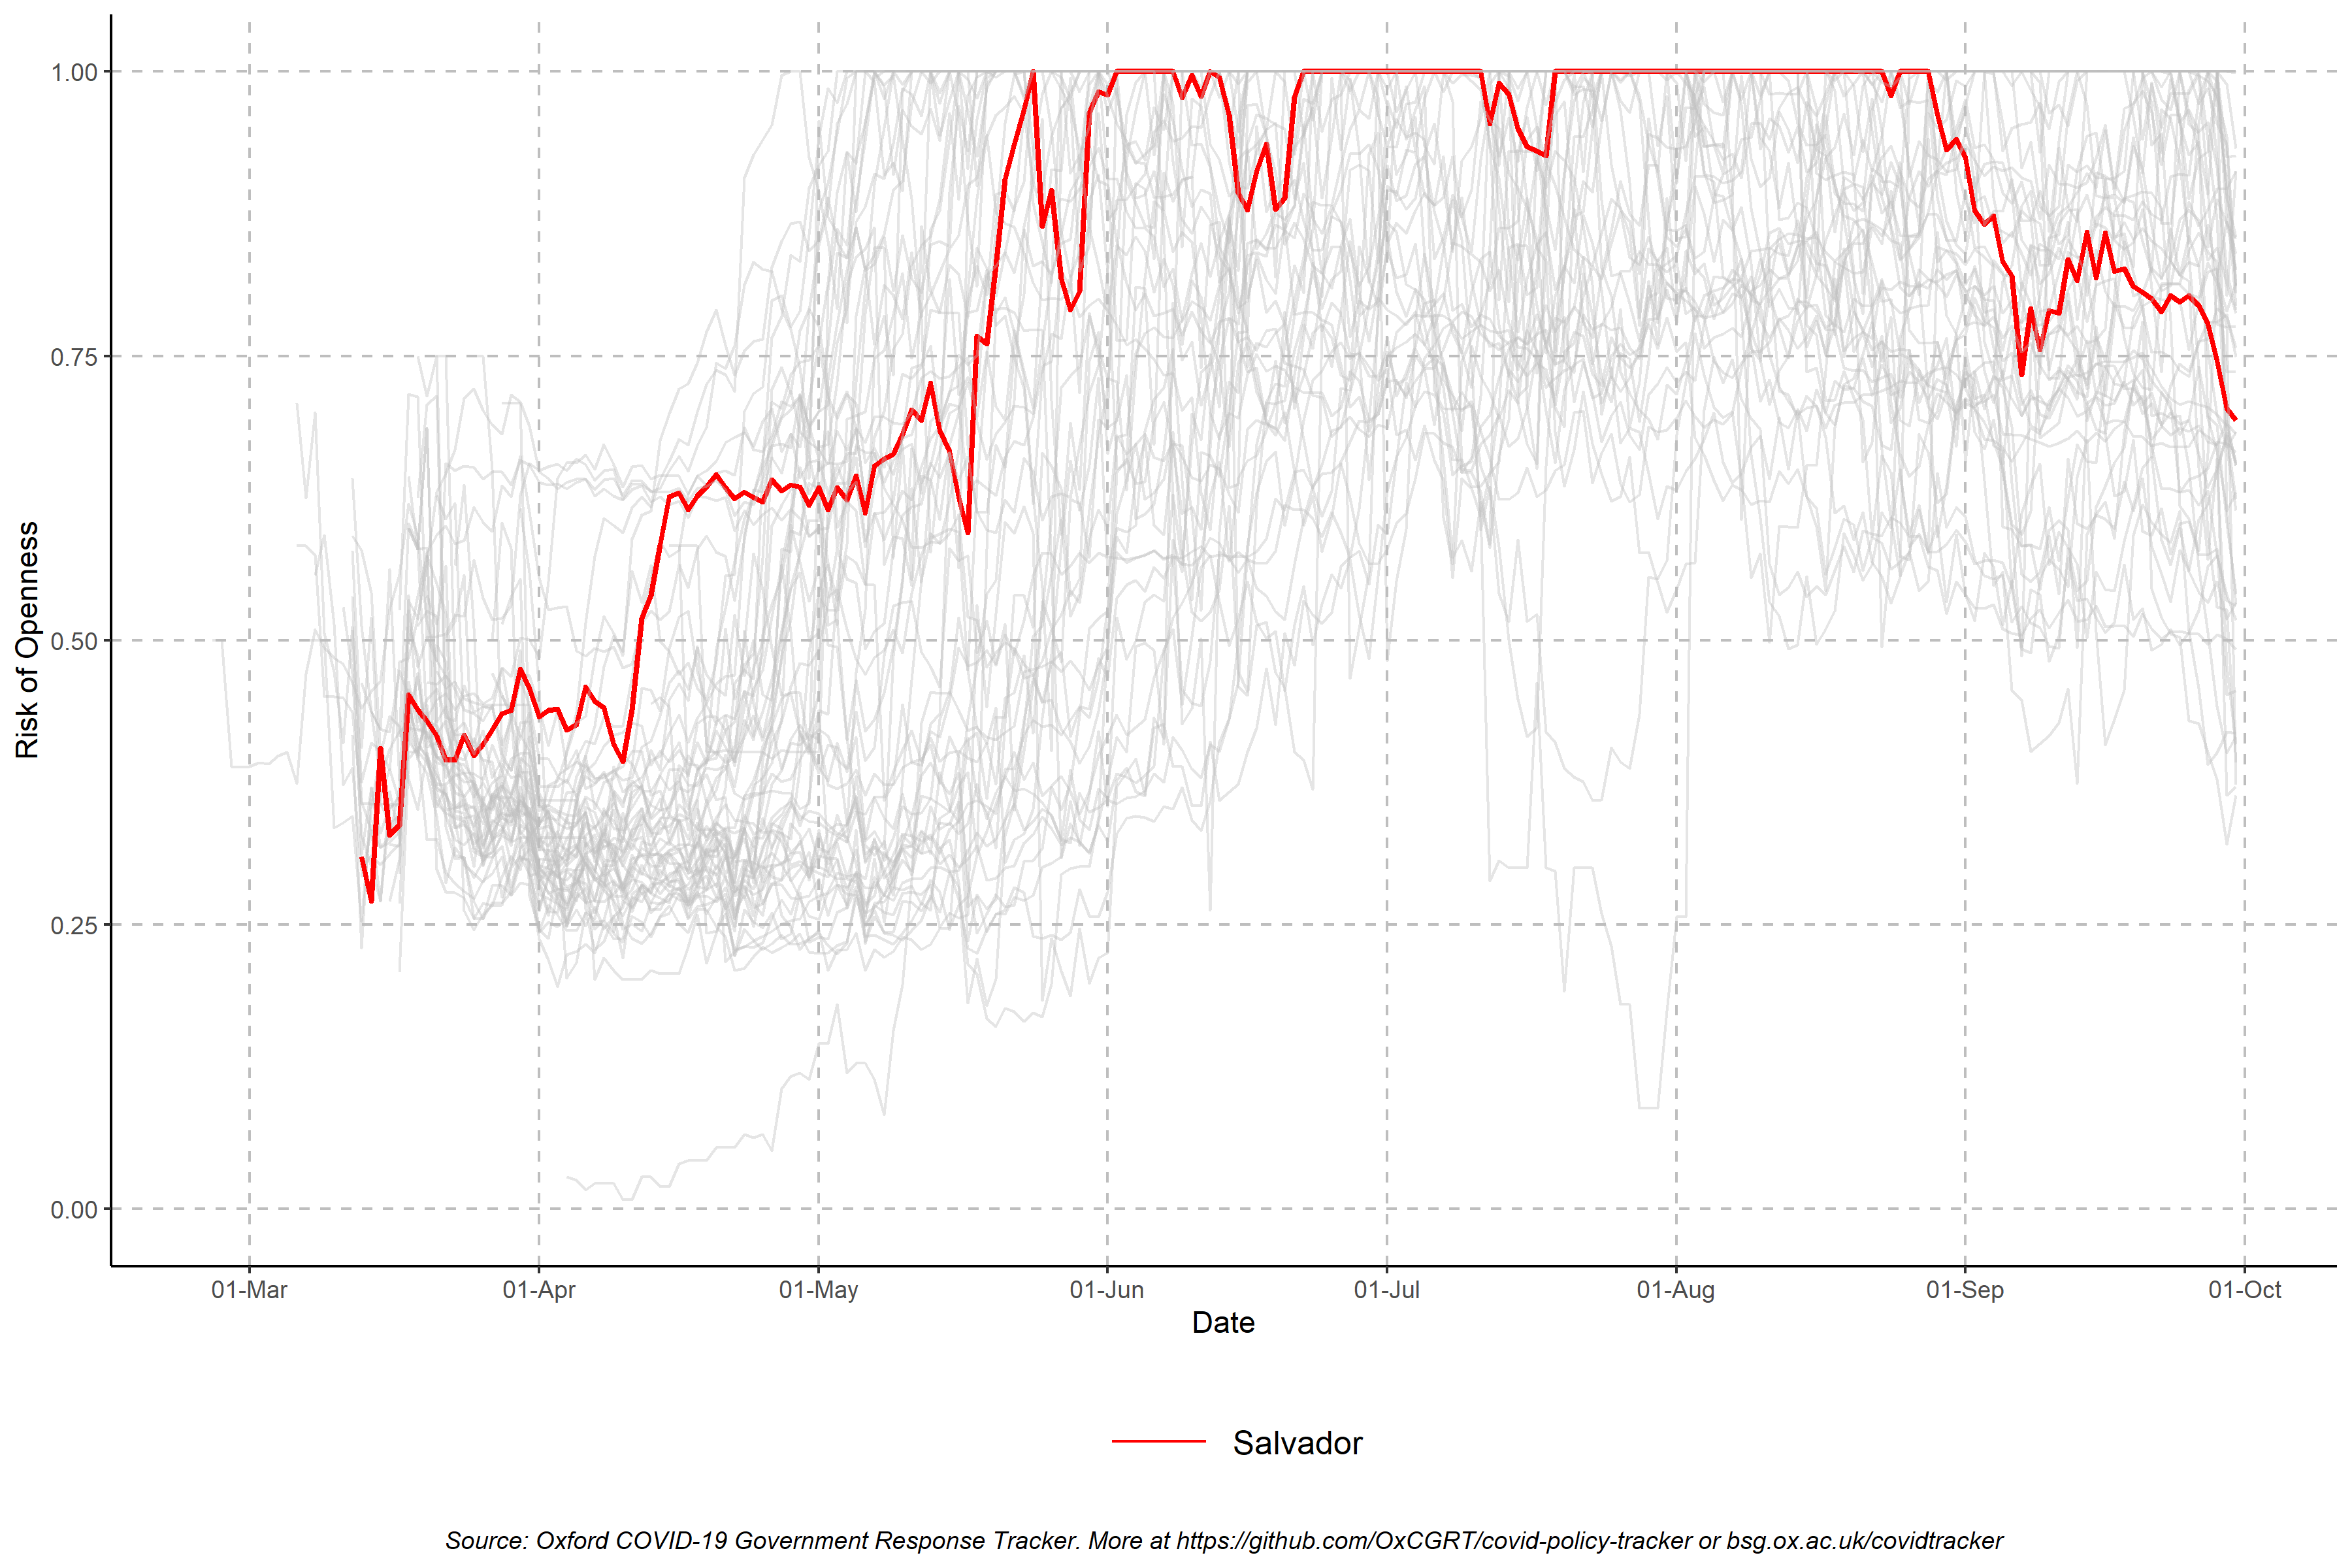 1.00
0.75
0.50
0.25
0.00
Risk of Openness
01-Mar 01-Apr 01-May 01-Jun 01-Jul 01-Aug 01-Sep 01-Oct
Date
Salvador
Source: Oxford COVID-19 Government Response Tracker. More at https://github.com/OxCGRT/covid-policy-tracker or bsg.ox.ac.uk/covidtracker